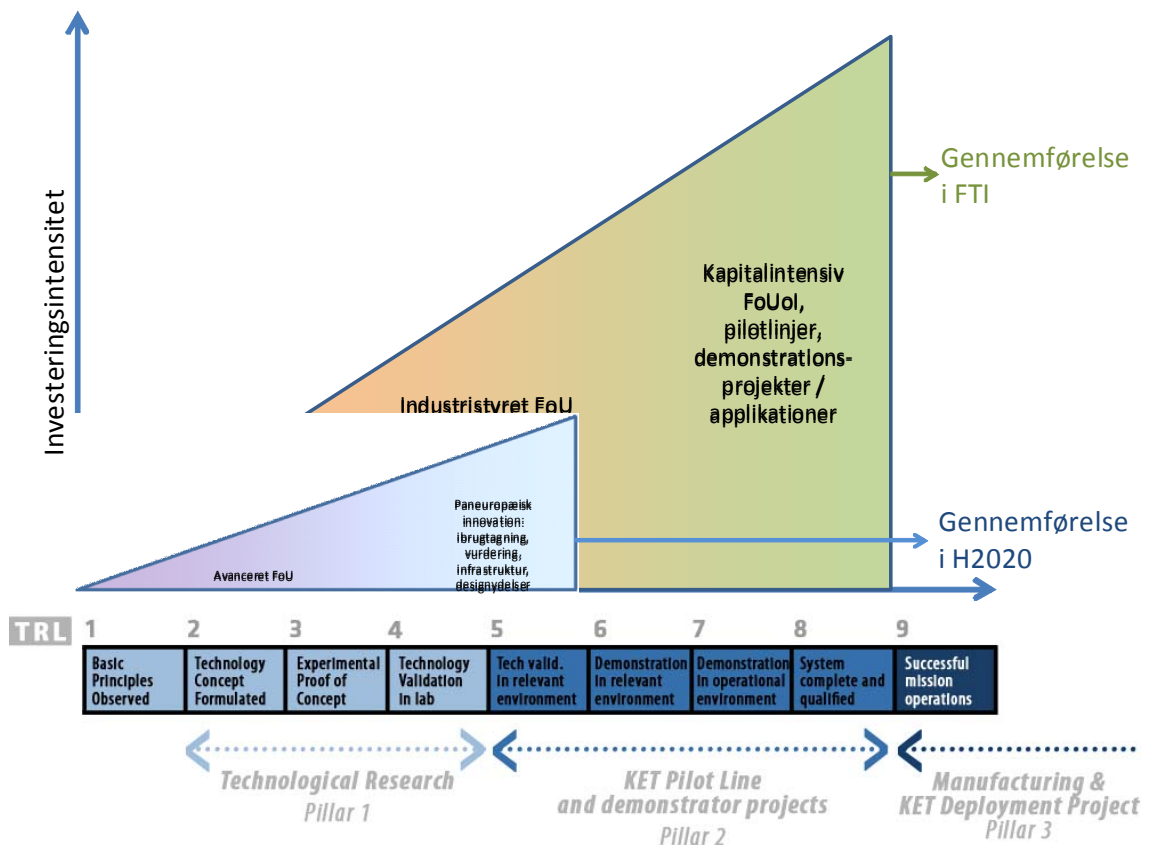 Investeringsintensitet
Gennemførelse
i FTI
Kapitalintensiv
FoUoI,
pilotlinjer,
demonstrations-
projekter /
applikationer
Industristyret FoU
Paneuropæisk
innovation:
ibrugtagning,
vurdering,
infrastruktur,
designydelser
Avanceret FoU
Gennemførelse
i H2020
TRL 1 2 3 4 5 6 7 8 9
Basic
Principles
Observed
Technology
Concept
Formulated
Experimental
Proof of
Concept
Technology
Validation
in lab
Tech valid.
in relevant
environment
Demonstration
in relevant
environment
Demonstration
in operational
environment
System
complete and
qualified
Successful
mission
operations
Technological Research
Pillar 1
KET Pilot Line
and demonstrator projects
Pillar 2
Manufacturing &
KET Deployment Project
Pillar 3